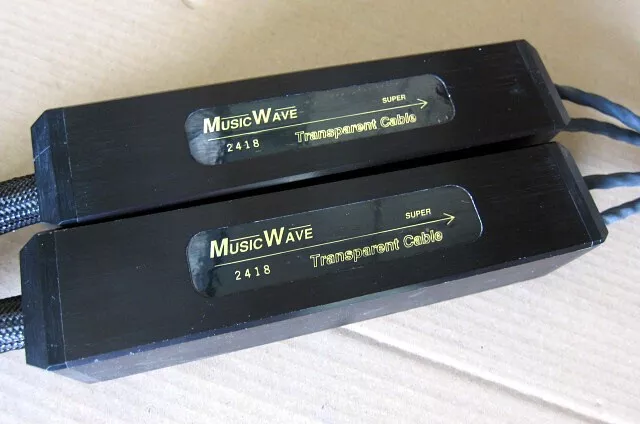 MUSICWAVE SUPER
2418 Transparent Cable
MUSICWAVE SUPER
2418 Transparent Cable